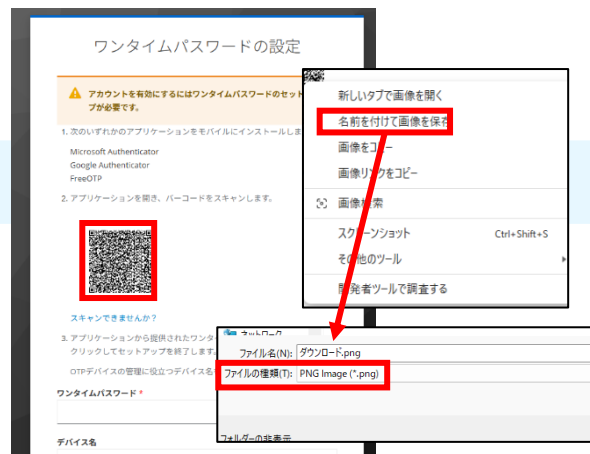 ワンタイムパスワードの設定
アカウントを有効にするにはワンタイムパスワードのセット
プが必要です。
1. 次のいずれかのアプリケーションをモバイルにインストールしま
Microsoft Authenticator
Google Authenticator
FreeOTP
2. アプリケーションを開き、バーコードをスキャンします。
スキャンできませんか?
3. アプリケーションから提供されたワンタ
クリックしてセットアップを終了します
OTPデバイスの管理に役立つデバイス名
ワンタイムパスワード *
デバイス名
新しいタブで画像を開く
名前を付けて画像を保存
画像をコピー
画像リンクをコピー
画像検索
スクリーンショット Ctrl+Shift+S
その他のツール
開発者ツールで調査する
ネットワーク
ファイル名(N): ダウンロード.png
ファイルの種類(T): PNG Image (*.png)
フォルダーの非表示